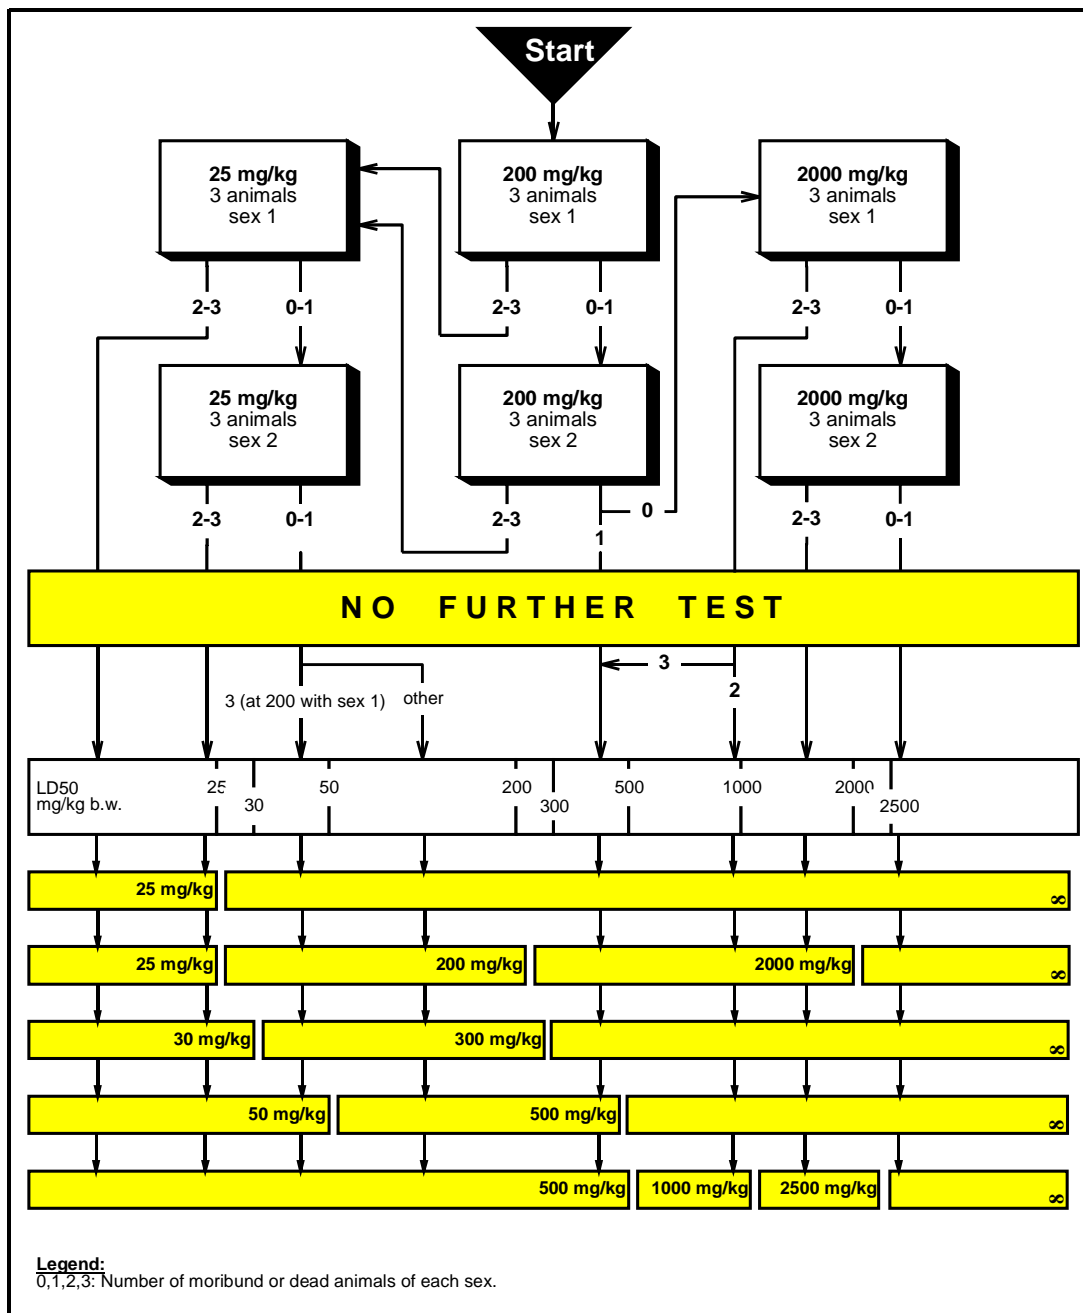 Start
25 mg/kg
3 animals
sex 1
200 mg/kg
3 animals
sex 1
2000 mg/kg
3 animals
sex 1
2-3
0-1
2-3
0-1
2-3
0-1
25 mg/kg
3 animals
sex 2
200 mg/kg
3 animals
sex 2
2000 mg/kg
3 animals
sex 2
2-3
0-1
2-3
0
1
2-3
0-1
NO FURTHER TEST
3
2
3 (at 200 with sex 1)
other
LD50
mg/kg b.w.
25
30
50
200
300
500
1000
2000
2500
25 mg/kg
∞
25 mg/kg
200 mg/kg
2000 mg/kg
∞
30 mg/kg
300 mg/kg
∞
50 mg/kg
500 mg/kg
∞
500 mg/kg
1000 mg/kg
2500 mg/kg
∞
Legend:
0,1,2,3: Number of moribund or dead animals of each sex.